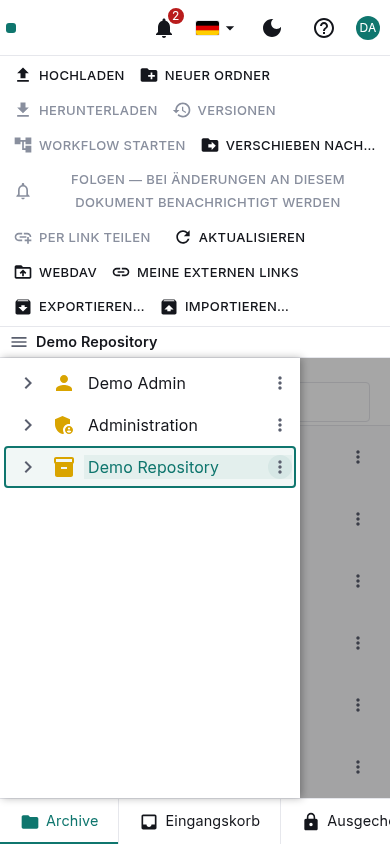 2
DA
HOCHLADEN NEUER ORDNER
HERUNTERLADEN VERSIONEN
WORKFLOW STARTEN VERSCHIEBEN NACH...
FOLGEN — BEI ÄNDERUNGEN AN DIESEM
DOKUMENT BENACHRICHTIGT WERDEN
PER LINK TEILEN AKTUALISIEREN
WEBDAV MEINE EXTERNEN LINKS
EXPORTIEREN... IMPORTIEREN...
Demo Repository
Demo Admin
Administration
Demo Repository
Archive Eingangskorb Ausgeche